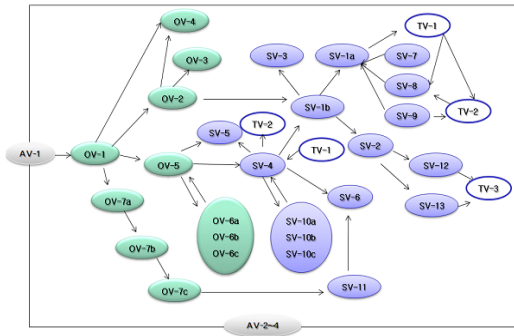 OV-4
TV-1
OV-3
SV-3
SV-1a
SV-7
SV-8
OV-2
SV-1b
SV-9
TV-2
TV-2
SV-5
SV-2
AV-1
OV-1
OV-5
SV-4
TV-1
SV-12
TV-3
OV-7a
SV-6
SV-13
OV-6a
OV-6b
OV-6c
SV-10a
SV-10b
SV-10c
OV-7b
OV-7c
SV-11
AV-2~4